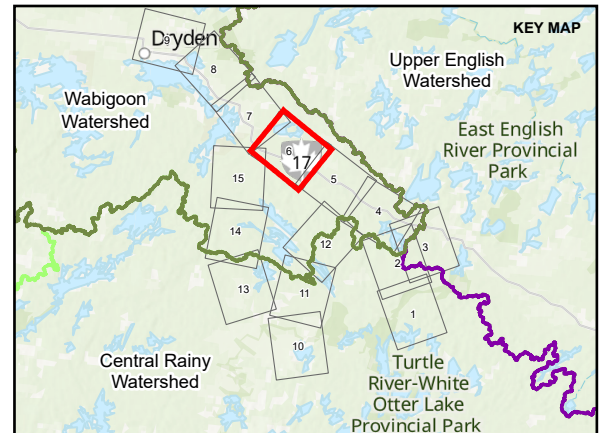 KEY MAP
Dryden
9
8
Upper English
Watershed
Wabigoon
Watershed
7
East English
River Provincial
Park
6
17
15
5
4
14
12
3
2
13
11
1
10
Central Rainy
Watershed
Turtle
River-White
Otter Lake
Provincial Park